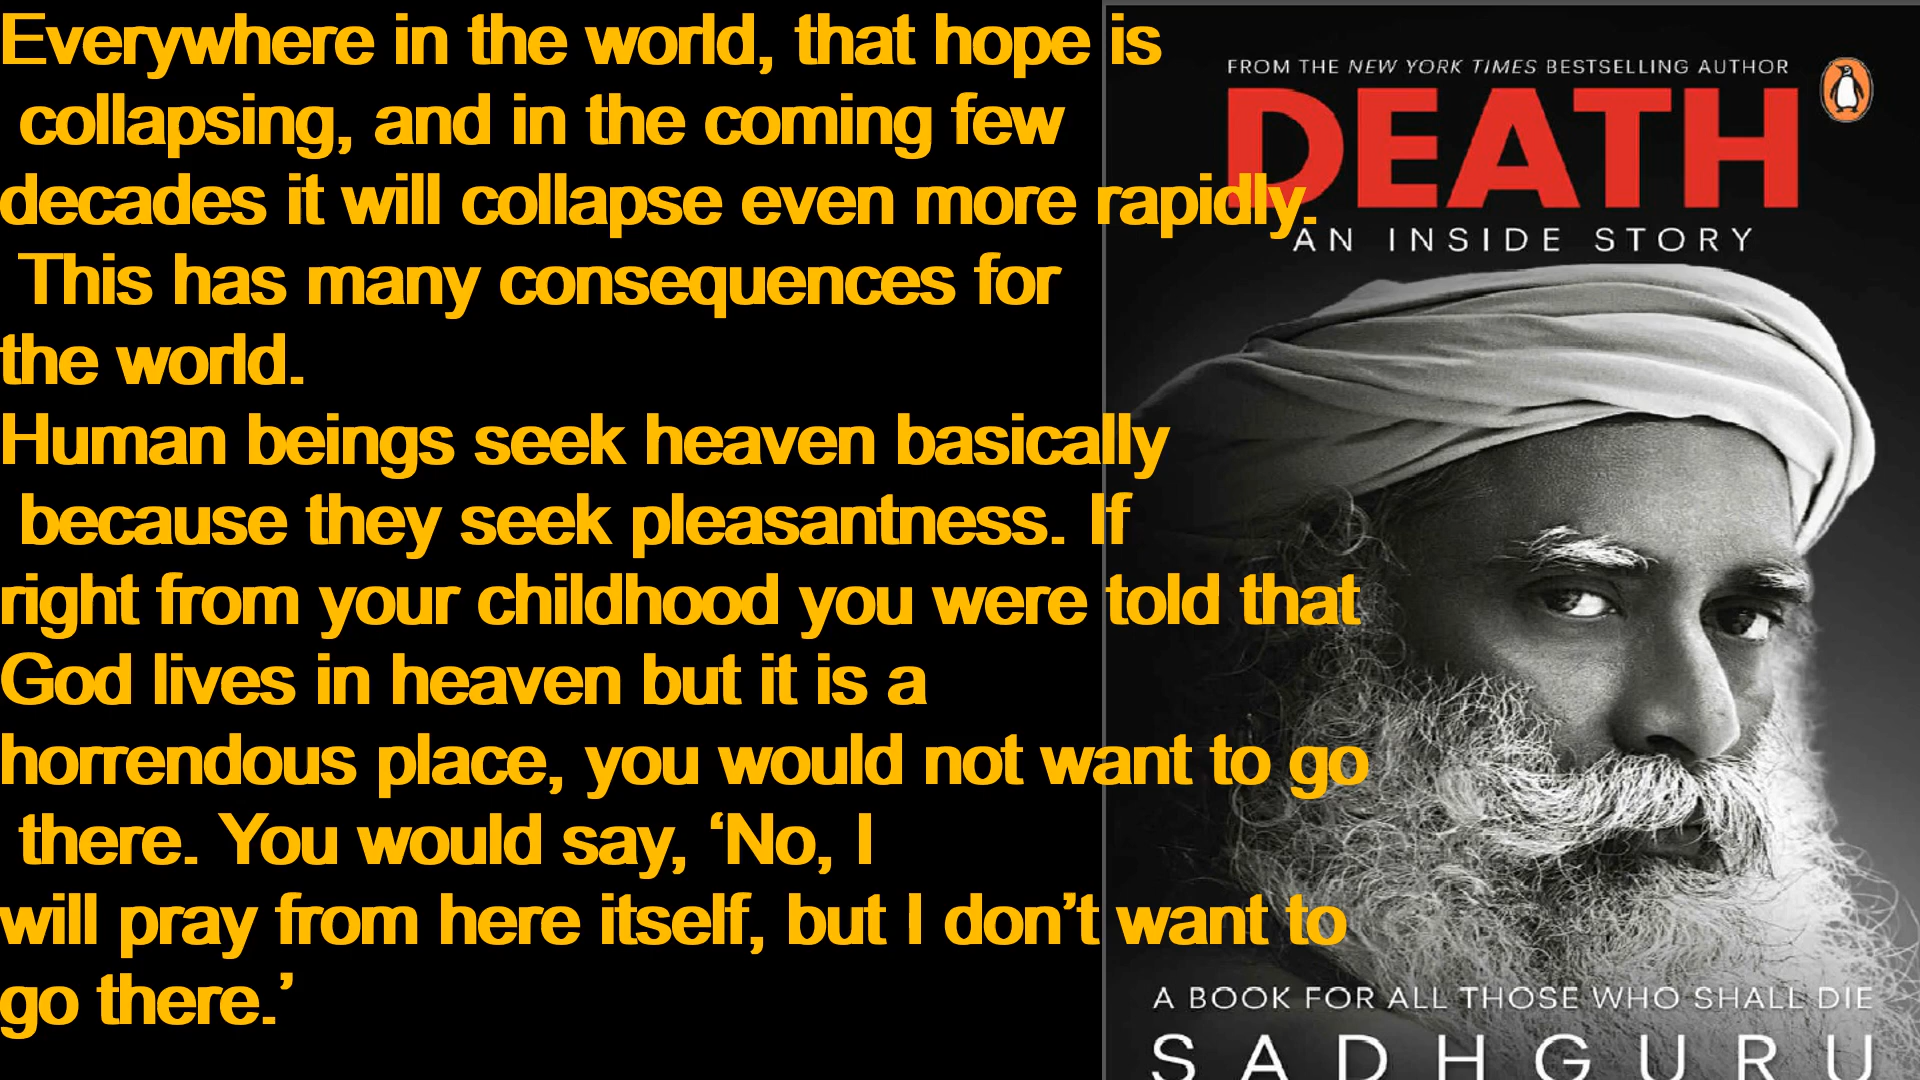 Everywhere in the world, that hope is
collapsing, and in the coming few
decades it will collapse even more rapidly.
This has many consequences for
the world.
Human beings seek heaven basically
because they seek pleasantness. If
right from your childhood you were told that
God lives in heaven but it is a
horrendous place, you would not want to go
there. You would say, ‘No, I
will pray from here itself, but I don’t want to
go there.’
FROM THE NEW YORK TIMES BESTSELLING AUTHOR
DEATH
AN INSIDE STORY
A BOOK FOR ALL THOSE WHO SHALL DIE
SADHGURU